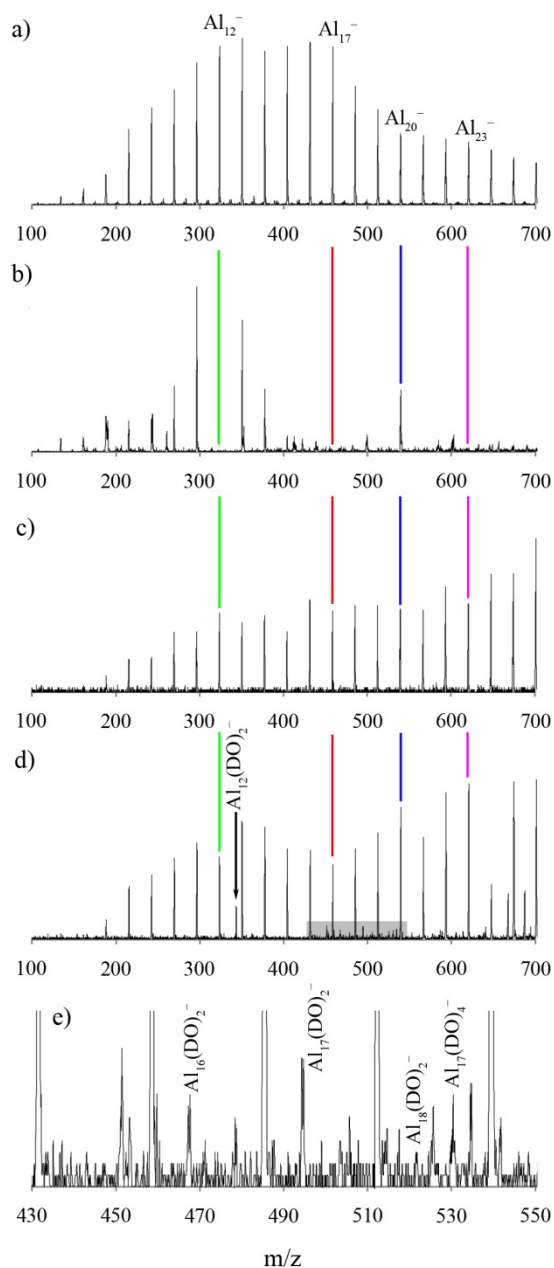 a)
Al₁₂⁻
Al₁₇⁻
Al₂₀⁻
Al₂₃⁻
100 200 300 400 500 600 700
b)
100 200 300 400 500 600 700
c)
100 200 300 400 500 600 700
d)
Al₁₂(DO)₂⁻
100 200 300 400 500 600 700
e)
Al₁₆(DO)₂⁻
Al₁₇(DO)₂⁻
Al₁₈(DO)₂⁻
Al₁₇(DO)₄⁻
430 450 470 490 510 530 550
m/z